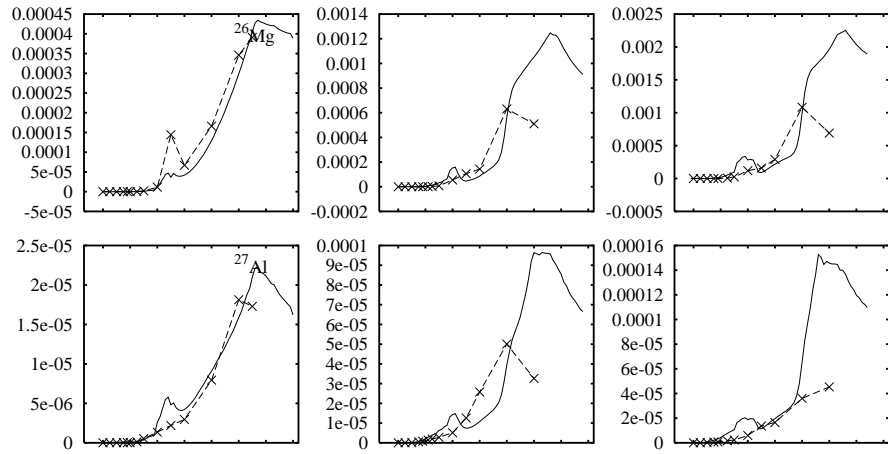 0.00045
0.0004
0.00035
0.0003
0.00025
0.0002
0.00015
0.0001
5e-05
0
-5e-05
26Mg
0.0014
0.0012
0.001
0.0008
0.0006
0.0004
0.0002
0
-0.0002
0.0025
0.002
0.0015
0.001
0.0005
0
-0.0005
2.5e-05
2e-05
1.5e-05
1e-05
5e-06
0
27Al
0.0001
9e-05
8e-05
7e-05
6e-05
5e-05
4e-05
3e-05
2e-05
1e-05
0
0.00016
0.00014
0.00012
0.0001
8e-05
6e-05
4e-05
2e-05
0